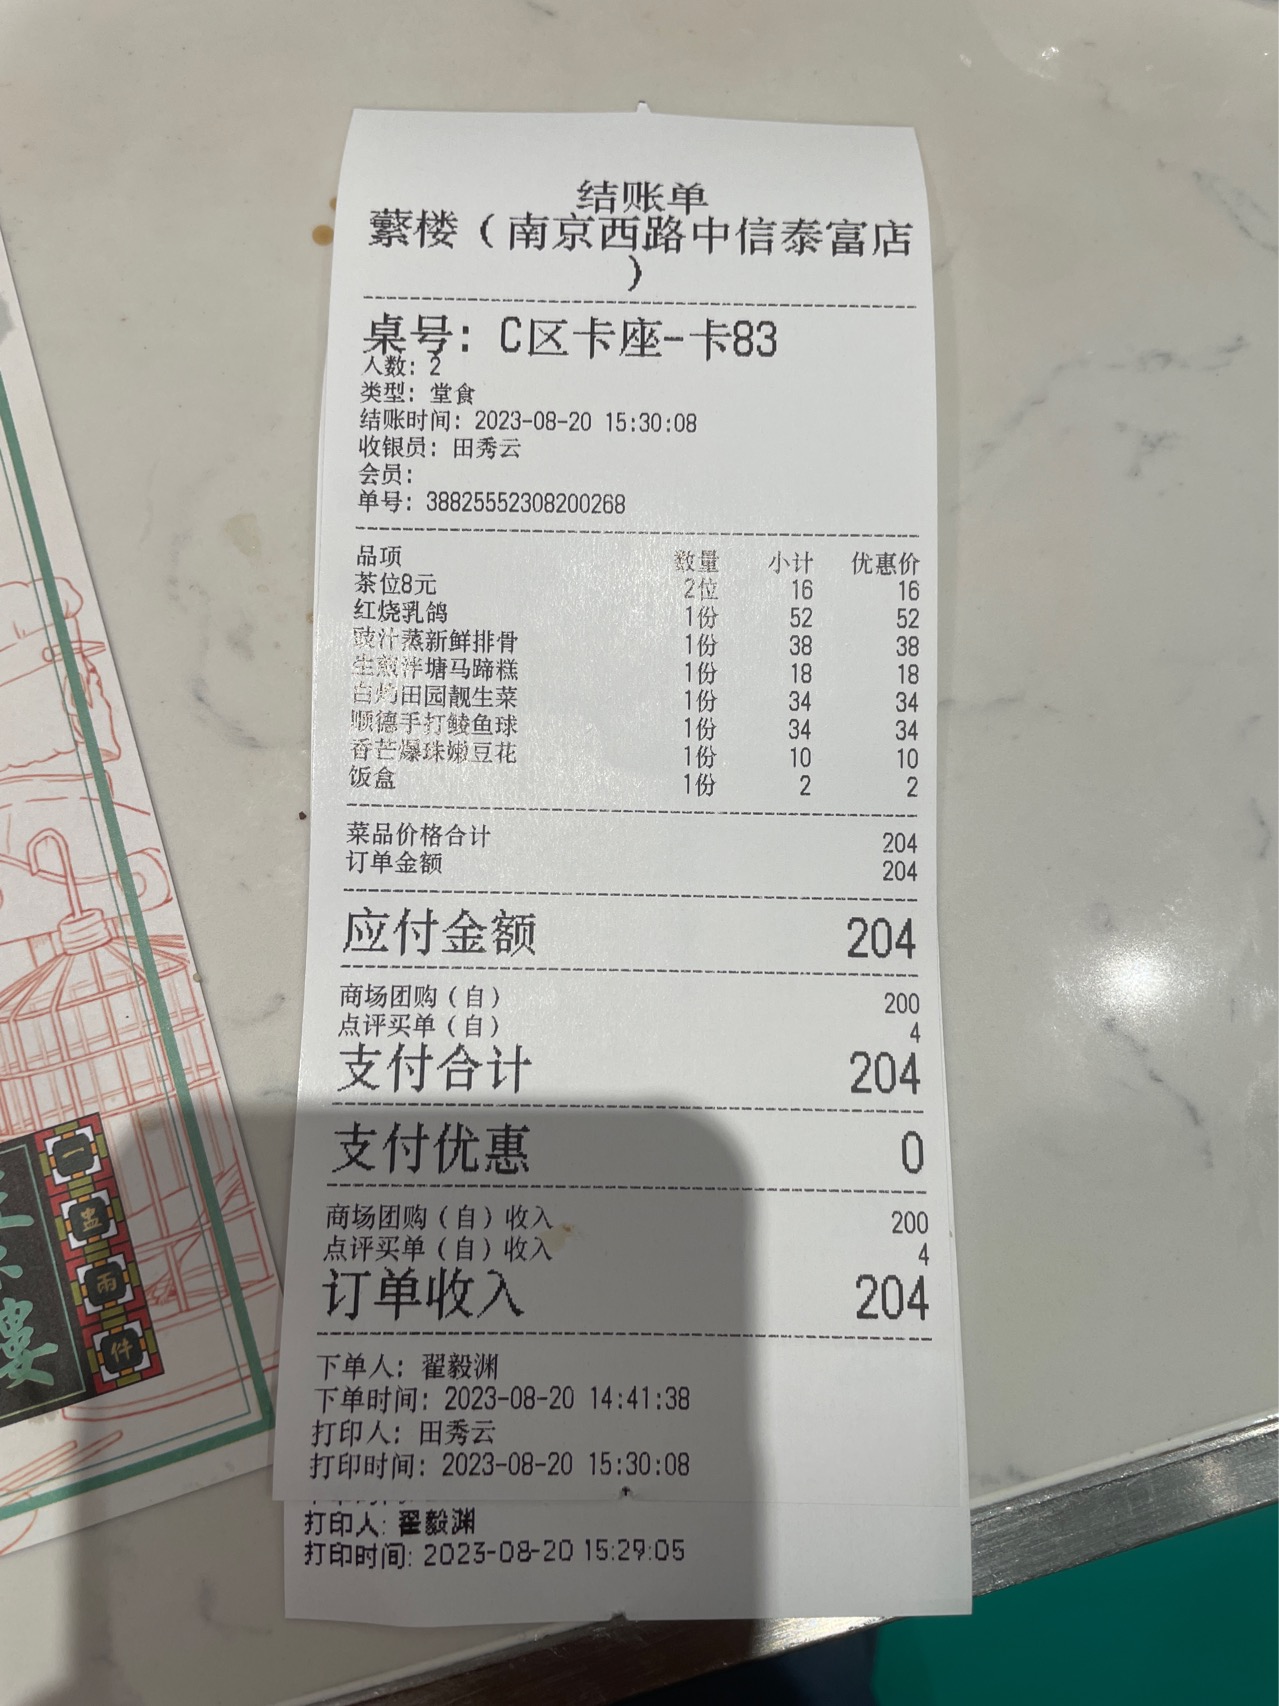 结账单
蘩楼（南京西路中信泰富店
）
桌号：C区卡座-卡83
人数：2
类型：堂食
结账时间：2023-08-20 15:30:08
收银员：田秀云
会员：
单号：38825552308200268
品项 数量 小计 优惠价
茶位8元 2位 16 16
红烧乳鸽 1份 52 52
豉汁蒸新鲜排骨 1份 38 38
生煎泮塘马蹄糕 1份 18 18
白灼田园靓生菜 1份 34 34
顺德手打鲮鱼球 1份 34 34
香芒爆珠嫩豆花 1份 10 10
饭盒 1份 2 2
菜品价格合计 204
订单金额 204
应付金额 204
商场团购（自） 200
点评买单（自） 4
支付合计 204
支付优惠 0
商场团购（自）收入 200
点评买单（自）收入 4
订单收入 204
下单人：翟毅渊
下单时间：2023-08-20 14:41:38
打印人：田秀云
打印时间：2023-08-20 15:30:08
打印人：翟毅渊
打印时间：2023-08-20 15:29:05
一
盅
两
件